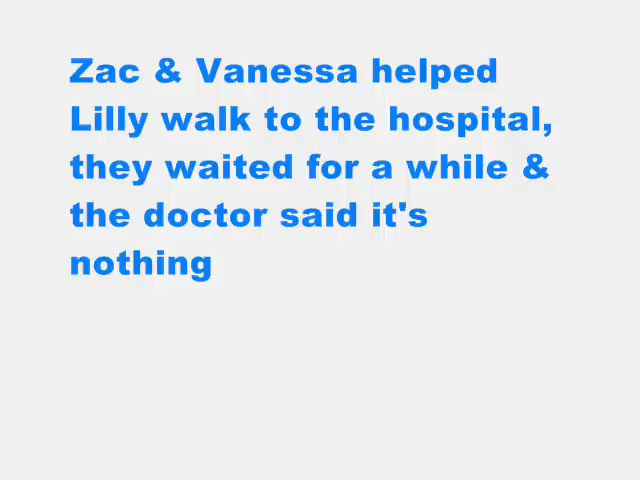 Zac & Vanessa helped
Lilly walk to the hospital,
they waited for a while &
the doctor said it's
nothing